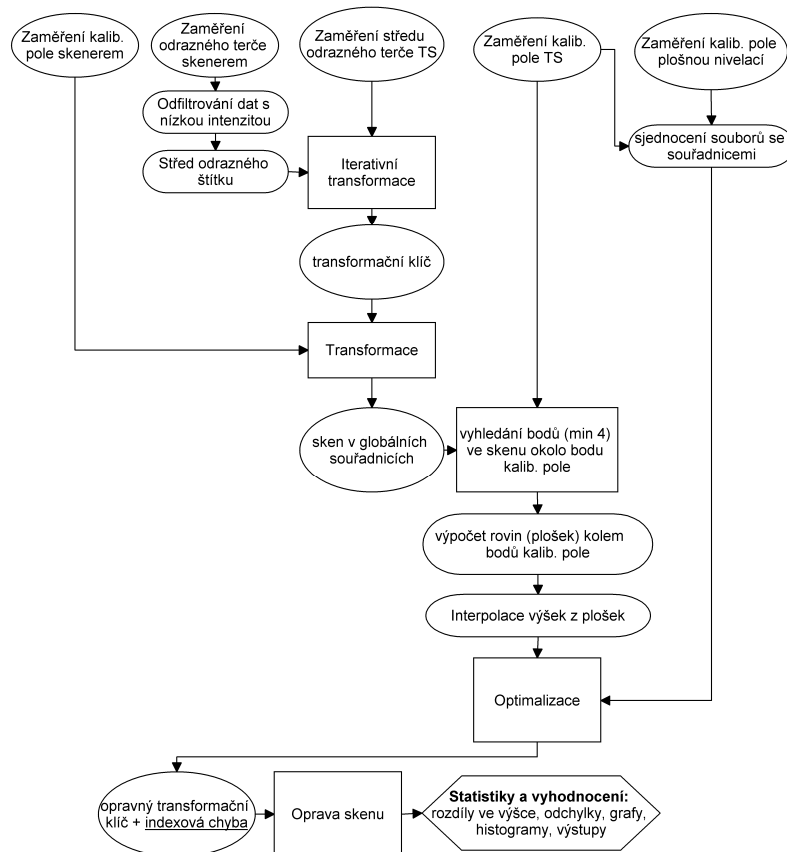 Zaměření kalib.
pole skenerem
Zaměření
odrazného terče
skenerem
Zaměření středu
odrazného terče TS
Zaměření kalib.
pole TS
Zaměření kalib. pole
plošnou nivelací
Odfiltrování dat s
nízkou intenzitou
sjednocení souborů se
souřadnicemi
Střed odrazného
štítku
Iterativní
transformace
transformační klíč
Transformace
sken v globálních
souřadnicích
vyhledání bodů (min 4)
ve skenu okolo bodu
kalib. pole
výpočet rovin (plošek) kolem
bodů kalib. pole
Interpolace výšek z plošek
Optimalizace
opravný transformační
klíč + indexová chyba
Oprava skenu
Statistiky a vyhodnocení:
rozdíly ve výšce, odchylky, grafy,
histogramy, výstupy